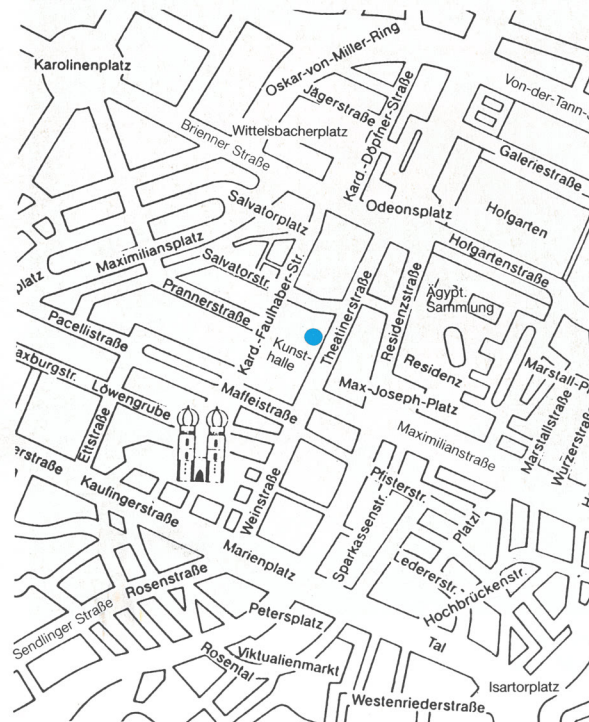 Karolinenplatz
Oskar-von-Miller-Ring
Jägerstraße
Von-der-Tann-S
Brienner Straße
Wittelsbacherplatz
Kard.-Döpfner-Straße
Galeriestraße
Salvatorplatz
Odeonsplatz
Hofgarten
Maximiliansplatz
Hofgartenstraße
platz
Salvatorstr.
Prannerstraße
Kard.-Faulhaber-Str.
Theatinerstraße
Residenzstraße
Ägypt.
Sammlung
Pacellistraße
Kunst-
halle
Residenz
Marstall-P
axburgstr.
Löwengrube
Maffeistraße
Max-Joseph-Platz
Marstallstraße
Wurzerstraß
Ettstraße
Maximilianstraße
erstraße
Kaufingerstraße
Weinstraße
Pfisterstr.
Platzl
Sparkassenstr.
Marienplatz
Ledererstr.
Hochbrückenstr.
Rosenstraße
Sendlinger Straße
Petersplatz
Tal
Rosental
Viktualienmarkt
Isartorplatz
Westenriederstraße